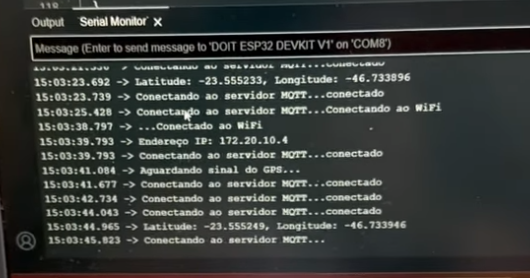 Output Serial Monitor ×
Message (Enter to send message to 'DOIT ESP32 DEVKIT V1' on 'COM8')
15:03:23.692 -> Latitude: -23.555233, Longitude: -46.733896
15:03:23.739 -> Conectando ao servidor MQTT...conectado
15:03:25.428 -> Conectando ao servidor MQTT...Conectando ao WiFi
15:03:38.797 -> ...Conectado ao WiFi
15:03:39.793 -> Endereço IP: 172.20.10.4
15:03:39.793 -> Conectando ao servidor MQTT...conectado
15:03:41.084 -> Aguardando sinal do GPS...
15:03:41.677 -> Conectando ao servidor MQTT...conectado
15:03:42.734 -> Conectando ao servidor MQTT...conectado
15:03:44.043 -> Conectando ao servidor MQTT...conectado
15:03:44.965 -> Latitude: -23.555249, Longitude: -46.733946
15:03:45.823 -> Conectando ao servidor MQTT...